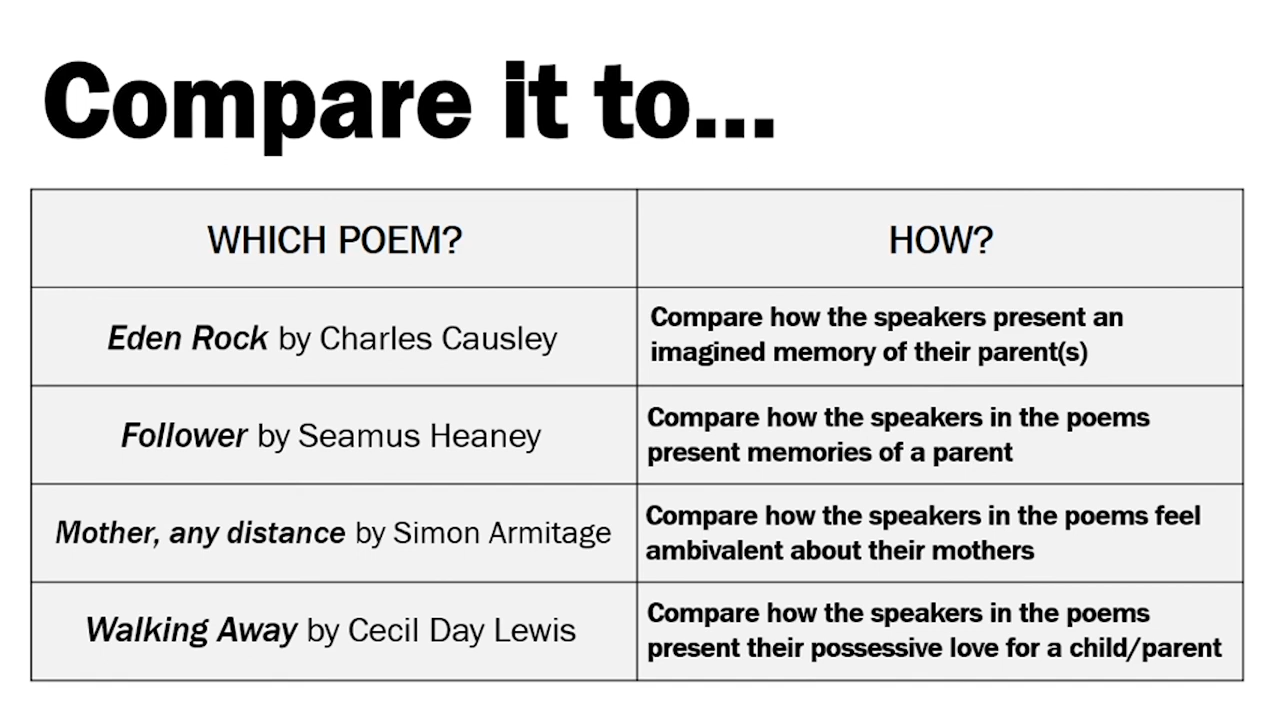 Compare it to...
WHICH POEM?
HOW?
Eden Rock by Charles Causley
Compare how the speakers present an
imagined memory of their parent(s)
Follower by Seamus Heaney
Compare how the speakers in the poems
present memories of a parent
Mother, any distance by Simon Armitage
Compare how the speakers in the poems feel
ambivalent about their mothers
Walking Away by Cecil Day Lewis
Compare how the speakers in the poems
present their possessive love for a child/parent